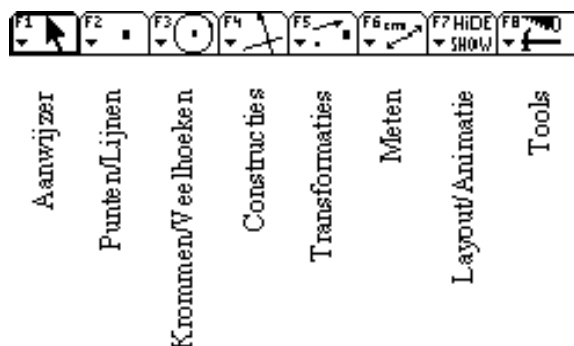 F1 F2 F3 F4 F5 F6 cm F7 HIDE SHOW F8
Aanwijzer
Punten/Lijnen
Krommen/Veelhoeken
Constructies
Transformaties
Meten
Layout/Animatie
Tools